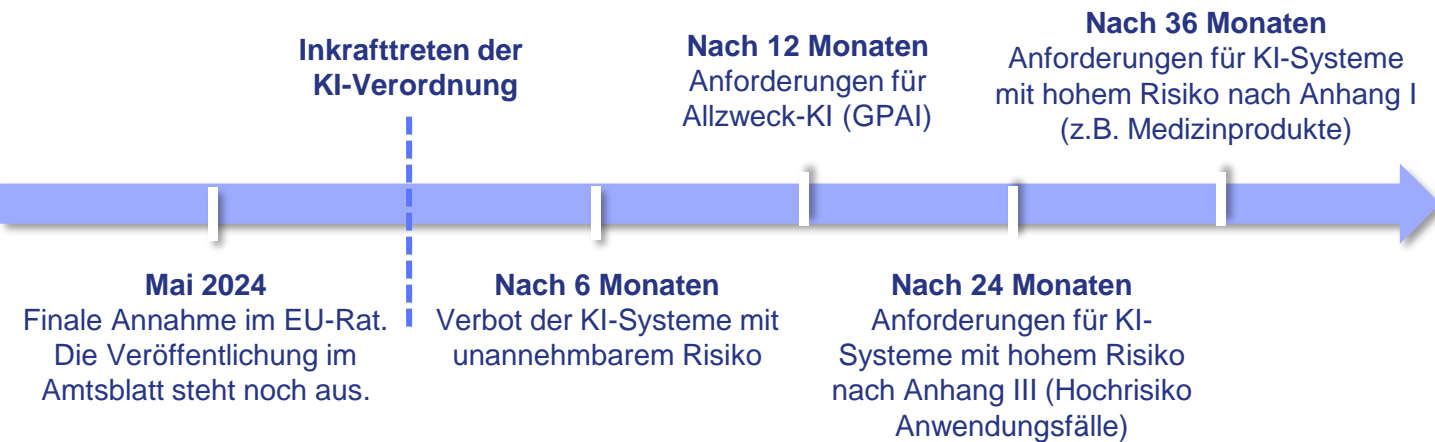 Inkrafttreten der
KI-Verordnung
Nach 12 Monaten
Anforderungen für
Allzweck-KI (GPAI)
Nach 36 Monaten
Anforderungen für KI-Systeme
mit hohem Risiko nach Anhang I
(z.B. Medizinprodukte)
Mai 2024
Finale Annahme im EU-Rat.
Die Veröffentlichung im
Amtsblatt steht noch aus.
Nach 6 Monaten
Verbot der KI-Systeme mit
unannehmbarem Risiko
Nach 24 Monaten
Anforderungen für KI-
Systeme mit hohem Risiko
nach Anhang III (Hochrisiko
Anwendungsfälle)